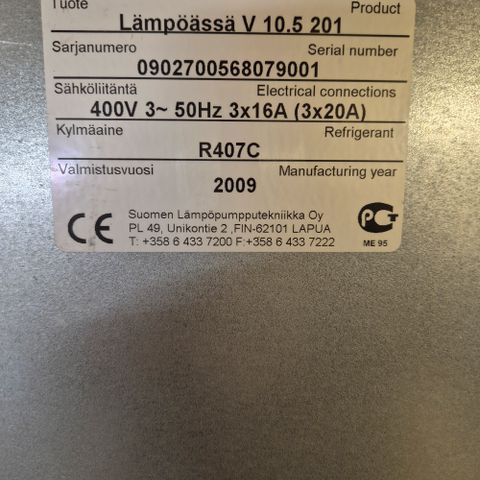 Tuote Product
Lämpöässä V 10.5 201
Sarjanumero Serial number
0902700568079001
Sähköliitäntä Electrical connections
400V 3~ 50Hz 3x16A (3x20A)
Kylmäaine Refrigerant
R407C
Valmistusvuosi Manufacturing year
2009
CE Suomen Lämpöpumpputekniikka Oy
PL 49, Unikontie 2 ,FIN-62101 LAPUA
T: +358 6 433 7200 F:+358 6 433 7222
PCT
ME 95